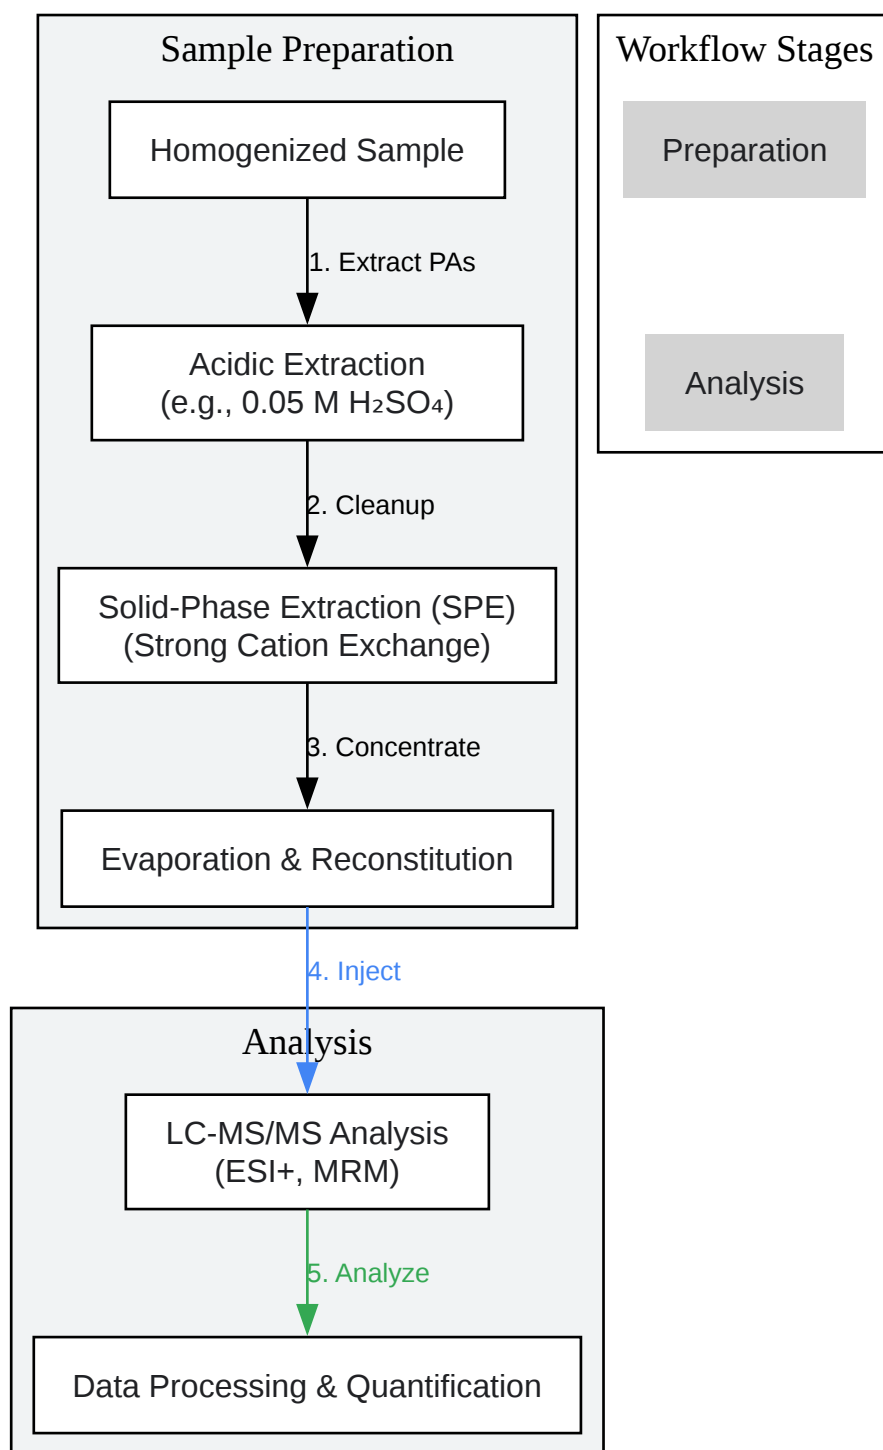 Sample Preparation
Homogenized Sample
1. Extract PAs
Acidic Extraction
(e.g., 0.05 M H₂SO₄)
2. Cleanup
Solid-Phase Extraction (SPE)
(Strong Cation Exchange)
3. Concentrate
Evaporation & Reconstitution
4. Inject
Analysis
LC-MS/MS Analysis
(ESI+, MRM)
5. Analyze
Data Processing & Quantification
Workflow Stages
Preparation
Analysis